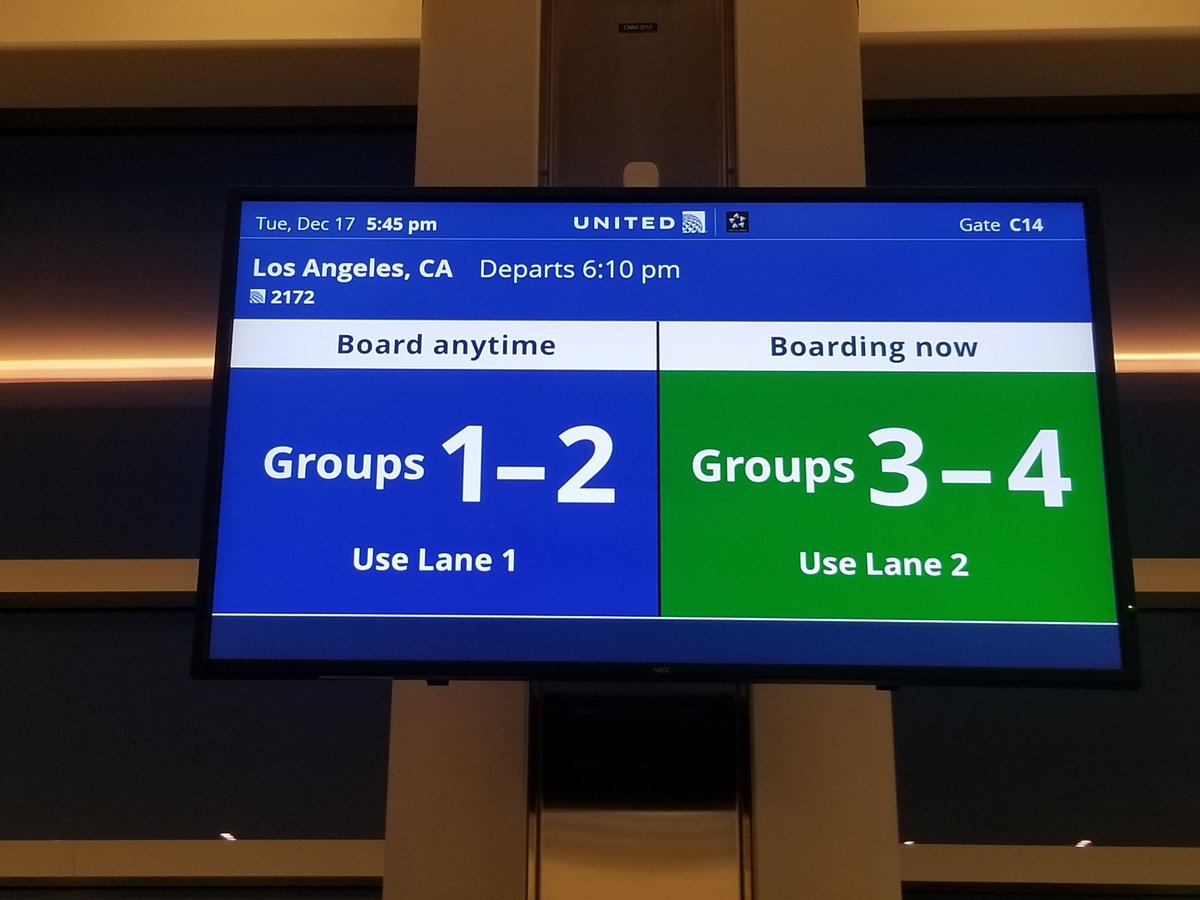 Tue, Dec 17 5:45 pm UNITED Gate C14
Los Angeles, CA Departs 6:10 pm
2172
Board anytime
Groups 1–2
Use Lane 1
Boarding now
Groups 3–4
Use Lane 2
NEC